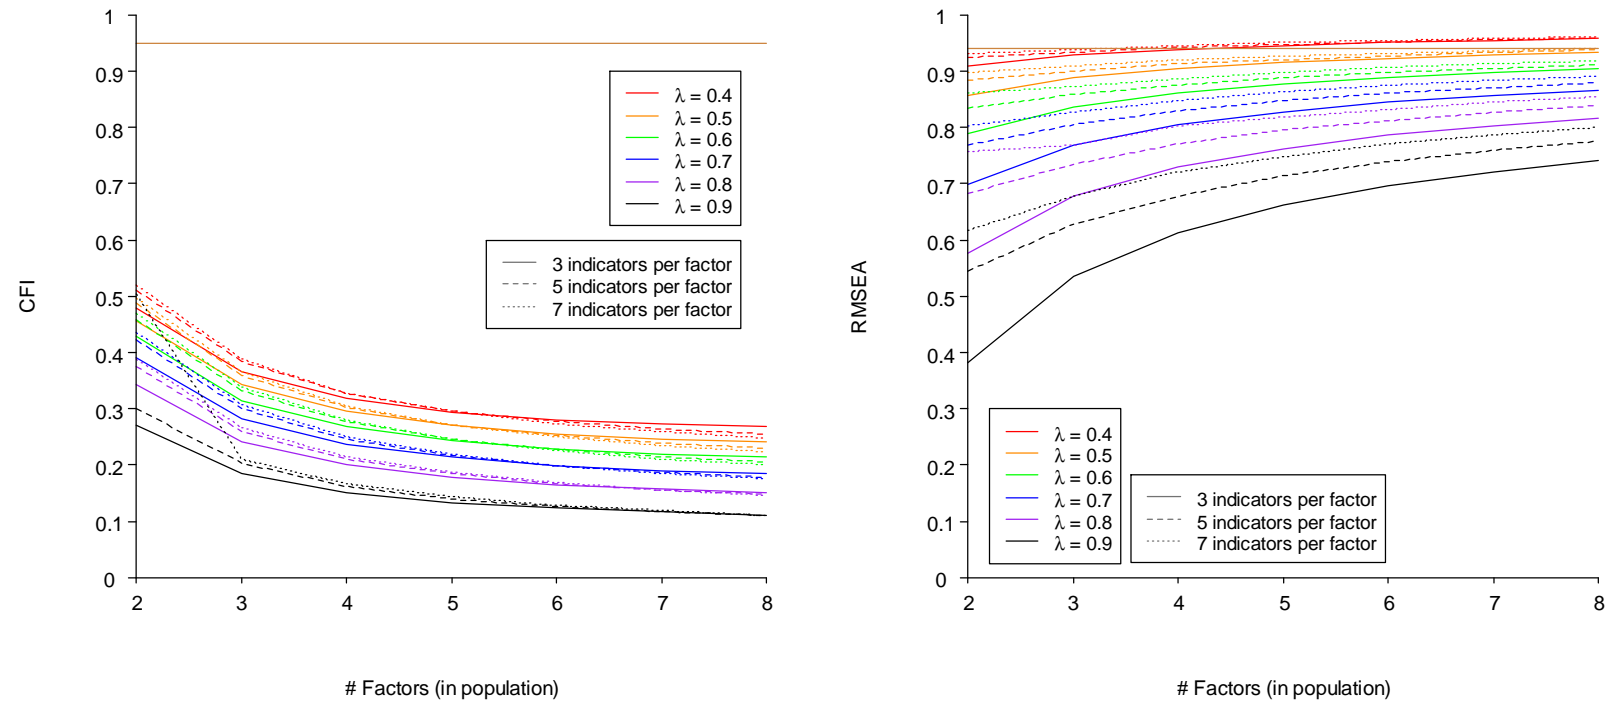 1
0.9
0.8
0.7
0.6
0.5
0.4
0.3
0.2
0.1
0
2
3
4
5
6
7
8
CFI
# Factors (in population)
λ = 0.4
λ = 0.5
λ = 0.6
λ = 0.7
λ = 0.8
λ = 0.9
3 indicators per factor
5 indicators per factor
7 indicators per factor
1
0.9
0.8
0.7
0.6
0.5
0.4
0.3
0.2
0.1
0
2
3
4
5
6
7
8
RMSEA
# Factors (in population)
λ = 0.4
λ = 0.5
λ = 0.6
λ = 0.7
λ = 0.8
λ = 0.9
3 indicators per factor
5 indicators per factor
7 indicators per factor